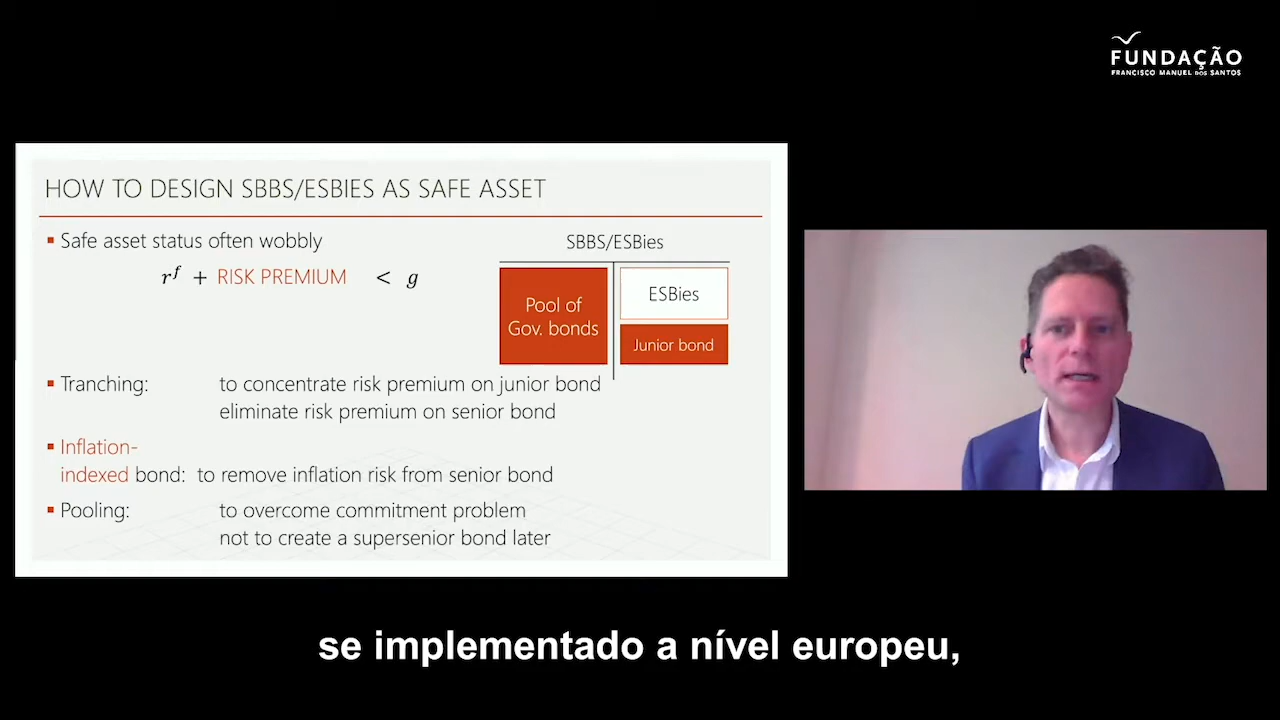 FUNDAÇÃO
FRANCISCO MANUEL DOS SANTOS
HOW TO DESIGN SBBS/ESBIES AS SAFE ASSET
▪ Safe asset status often wobbly
r^f + RISK PREMIUM < g
SBBS/ESBies
Pool of
Gov. bonds
ESBies
Junior bond
▪ Tranching: to concentrate risk premium on junior bond
eliminate risk premium on senior bond
▪ Inflation-
indexed bond: to remove inflation risk from senior bond
▪ Pooling: to overcome commitment problem
not to create a supersenior bond later
se implementado a nível europeu,